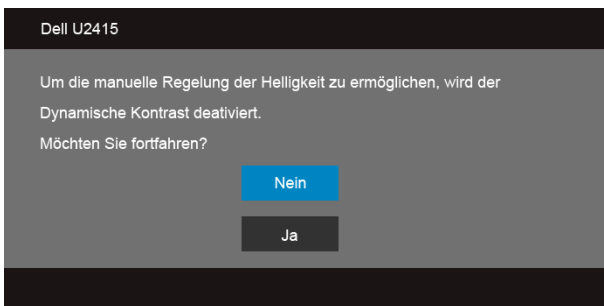 Dell U2415
Um die manuelle Regelung der Helligkeit zu ermöglichen, wird der
Dynamische Kontrast deativiert.
Möchten Sie fortfahren?
Nein
Ja